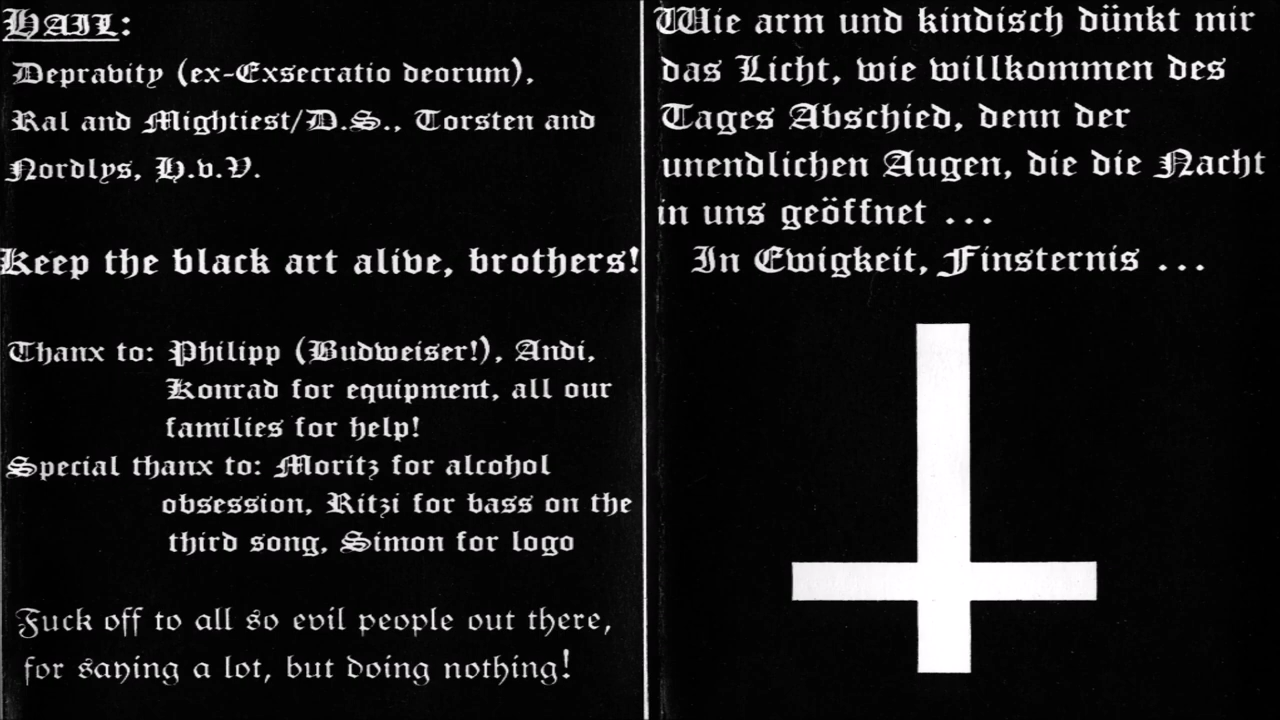 HAIL:
Depravity (ex-Exsecratio deorum),
Ral and Mightiest/D.S., Torsten and
Nordlys, H.v.V.
Keep the black art alive, brothers!
Thanx to: Philipp (Budweiser!), Andi,
Konrad for equipment, all our
families for help!
Special thanx to: Moritz for alcohol
obsession, Ritzi for bass on the
third song, Simon for logo
Fuck off to all so evil people out there,
for saying a lot, but doing nothing!
Wie arm und kindisch dünkt mir
das Licht, wie willkommen des
Tages Abschied, denn der
unendlichen Augen, die die Nacht
in uns geöffnet ...
In Ewigkeit, Finsternis ...